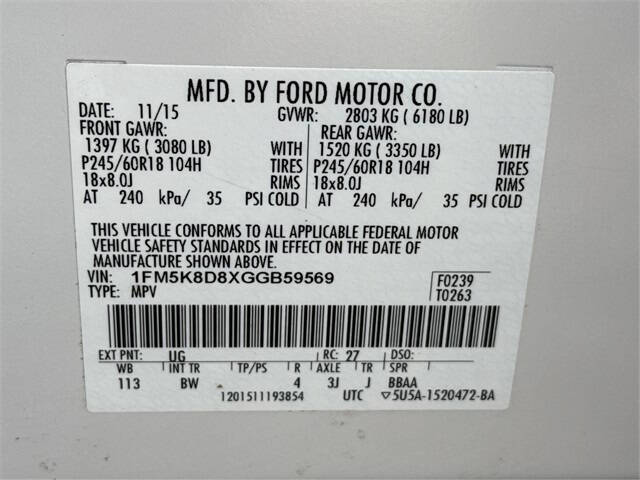 MFD. BY FORD MOTOR CO.
DATE: 11/15 GVWR: 2803 KG ( 6180 LB)
FRONT GAWR: REAR GAWR:
1397 KG ( 3080 LB) WITH 1520 KG ( 3350 LB) WITH
P245/60R18 104H TIRES P245/60R18 104H TIRES
18x8.0J RIMS 18x8.0J RIMS
AT 240 kPa/ 35 PSI COLD AT 240 kPa/ 35 PSI COLD
THIS VEHICLE CONFORMS TO ALL APPLICABLE FEDERAL MOTOR
VEHICLE SAFETY STANDARDS IN EFFECT ON THE DATE OF
MANUFACTURE SHOWN ABOVE.
VIN: 1FM5K8D8XGGB59569 F0239
TYPE: MPV T0263
EXT PNT: UG RC: 27 DSO:
WB INT TR TP/PS R AXLE TR SPR
113 BW 4 3J J BBAA
1201511193854 UTC ▽5U5A-1520472-BA